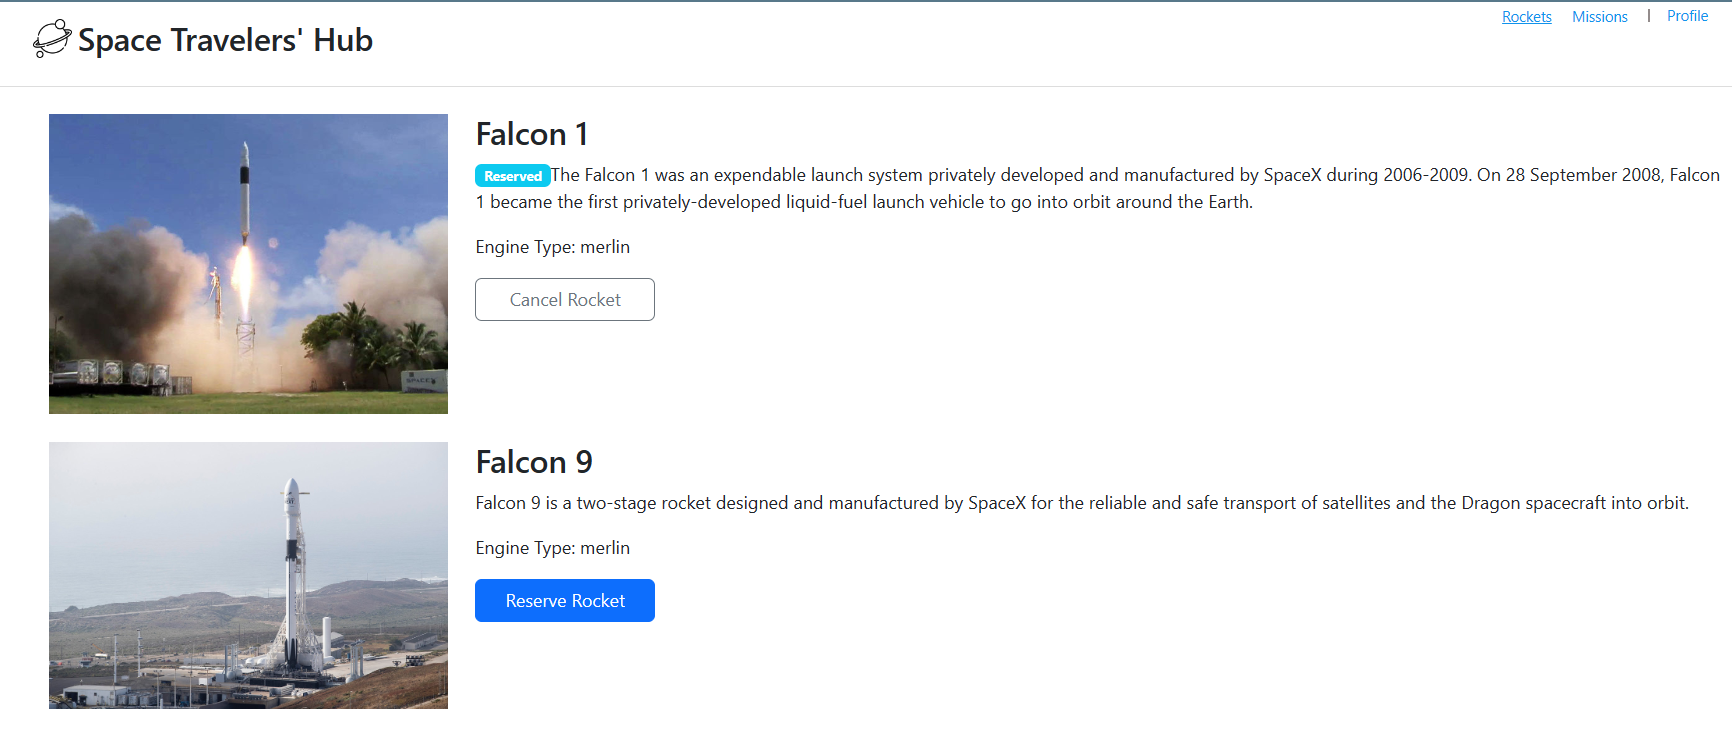 Space Travelers' Hub
Rockets Missions | Profile
Falcon 1
Reserved The Falcon 1 was an expendable launch system privately developed and manufactured by SpaceX during 2006-2009. On 28 September 2008, Falcon
1 became the first privately-developed liquid-fuel launch vehicle to go into orbit around the Earth.
Engine Type: merlin
Cancel Rocket
SPACEX
Falcon 9
Falcon 9 is a two-stage rocket designed and manufactured by SpaceX for the reliable and safe transport of satellites and the Dragon spacecraft into orbit.
Engine Type: merlin
Reserve Rocket